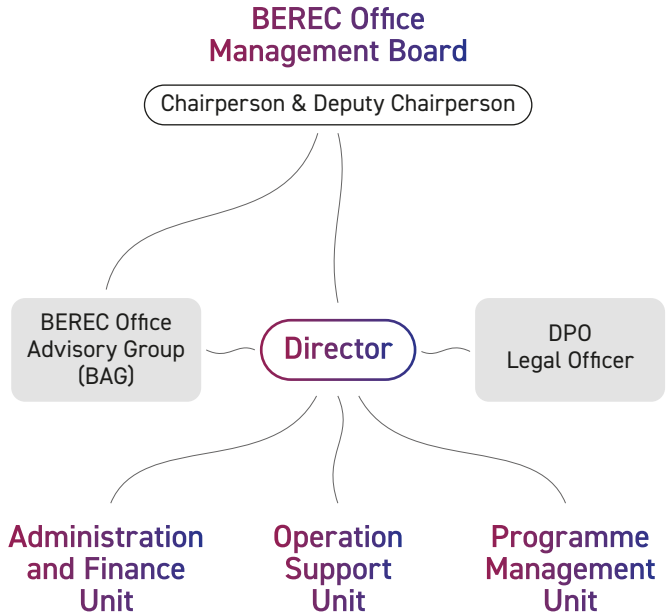 BEREC Office
Management Board
Chairperson & Deputy Chairperson
BEREC Office
Advisory Group
(BAG)
Director
DPO
Legal Officer
Administration
and Finance
Unit
Operation
Support
Unit
Programme
Management
Unit